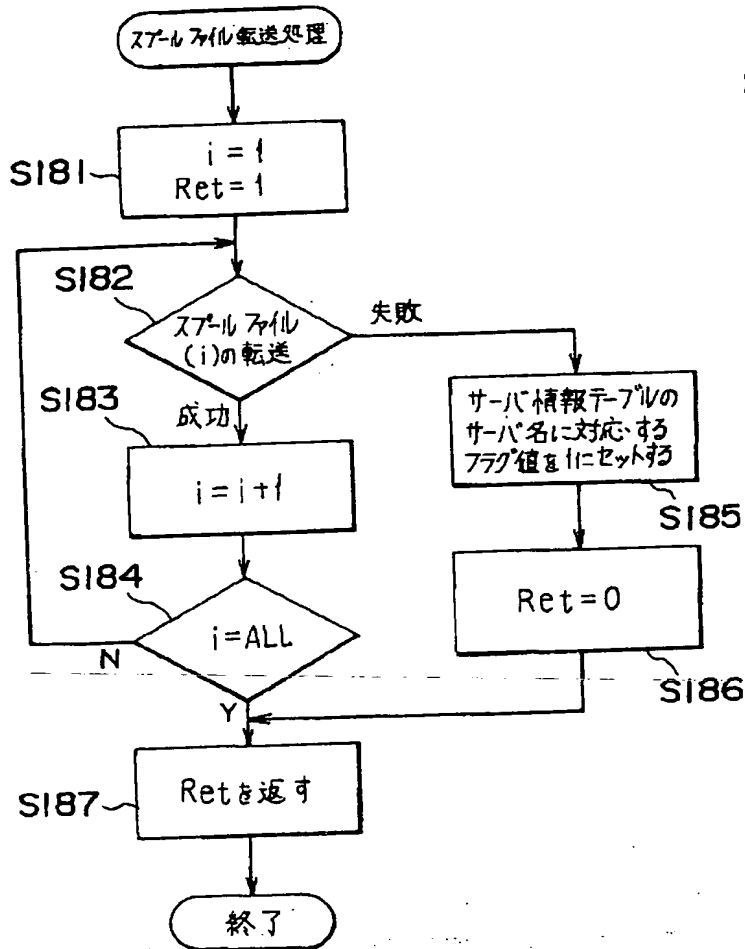 スプールファイル転送処理
S181
i = 1
Ret = 1
S182
スプールファイル
(i)の転送
失敗
成功
S183
i = i + 1
サーバ情報テーブルの
サーバ名に対応する
フラグ値を1にセットする
S185
S184
i = ALL
N
Y
Ret = 0
S186
S187
Retを返す
終了